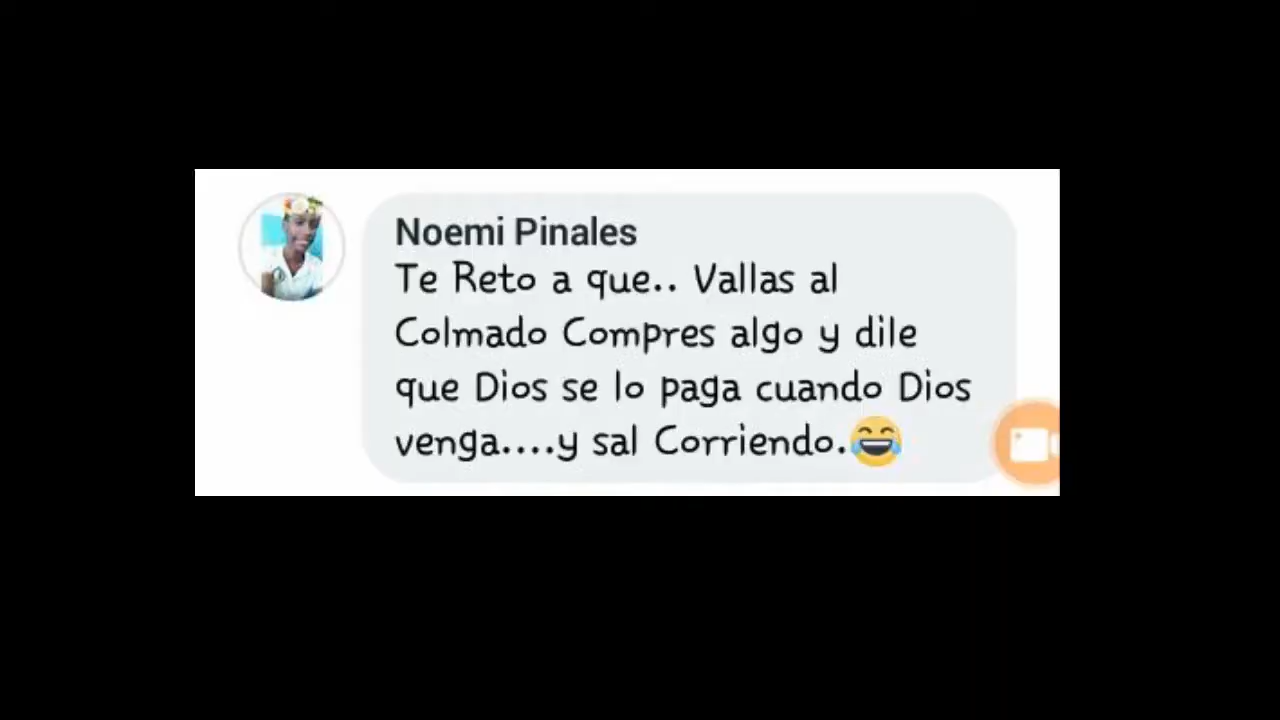 Noemi Pinales
Te Reto a que.. Vallas al
Colmado Compres algo y dile
que Dios se lo paga cuando Dios
venga....y sal Corriendo.😂